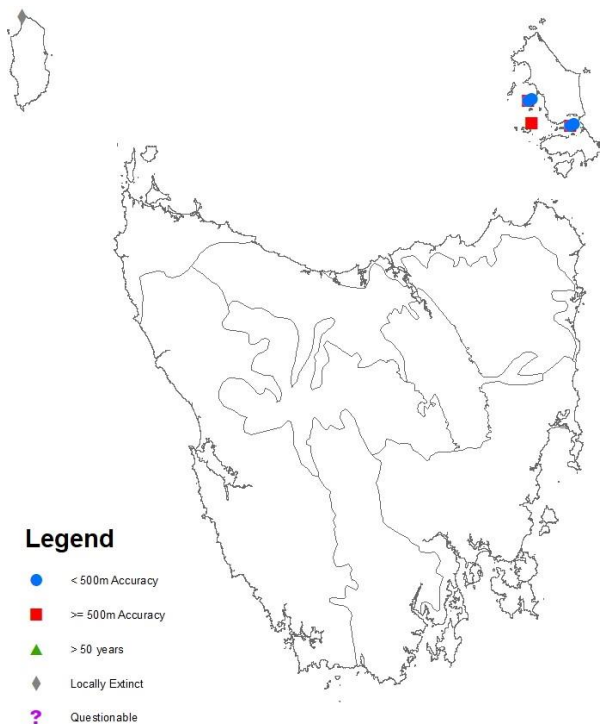 Legend
< 500m Accuracy
>= 500m Accuracy
> 50 years
Locally Extinct
? Questionable